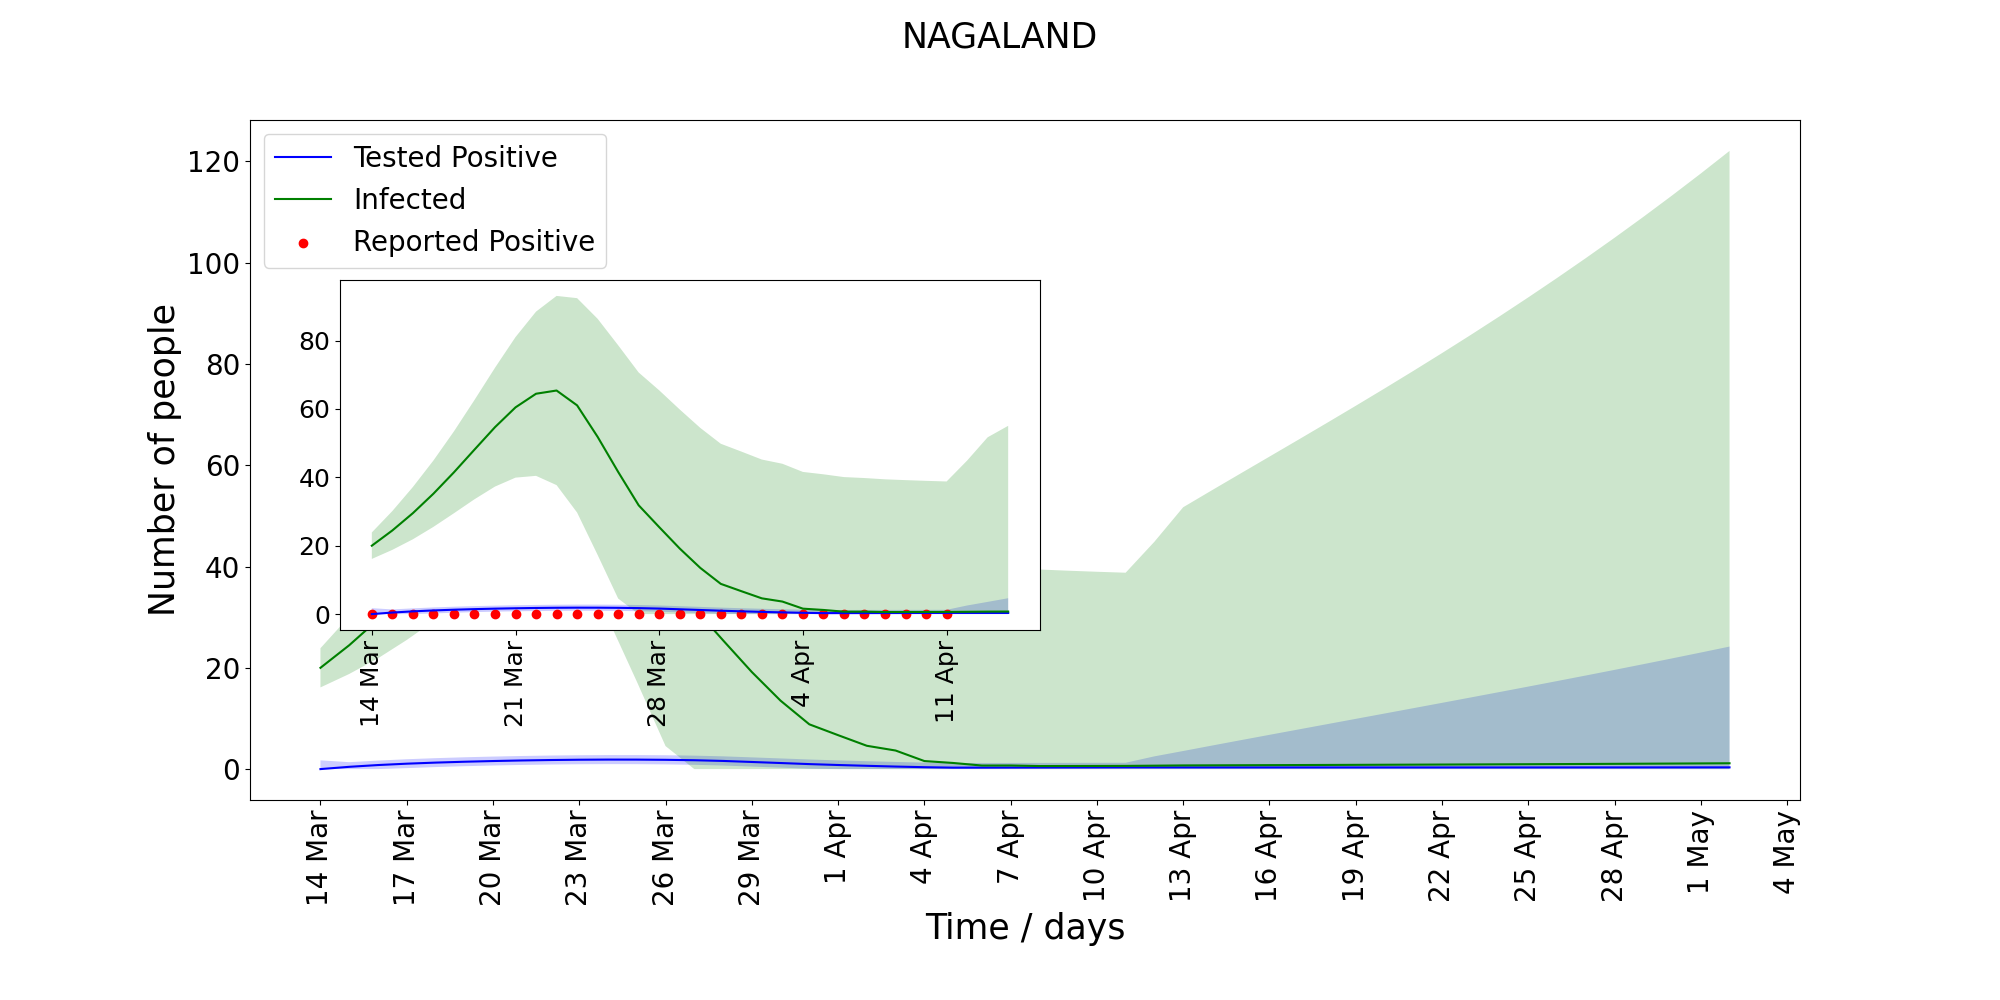 NAGALAND
Tested Positive
Infected
Reported Positive
Number of people
120
100
80
60
40
20
0
80
60
40
20
0
14 Mar
21 Mar
28 Mar
4 Apr
11 Apr
14 Mar
17 Mar
20 Mar
23 Mar
26 Mar
29 Mar
1 Apr
4 Apr
7 Apr
10 Apr
13 Apr
16 Apr
19 Apr
22 Apr
25 Apr
28 Apr
1 May
4 May
Time / days